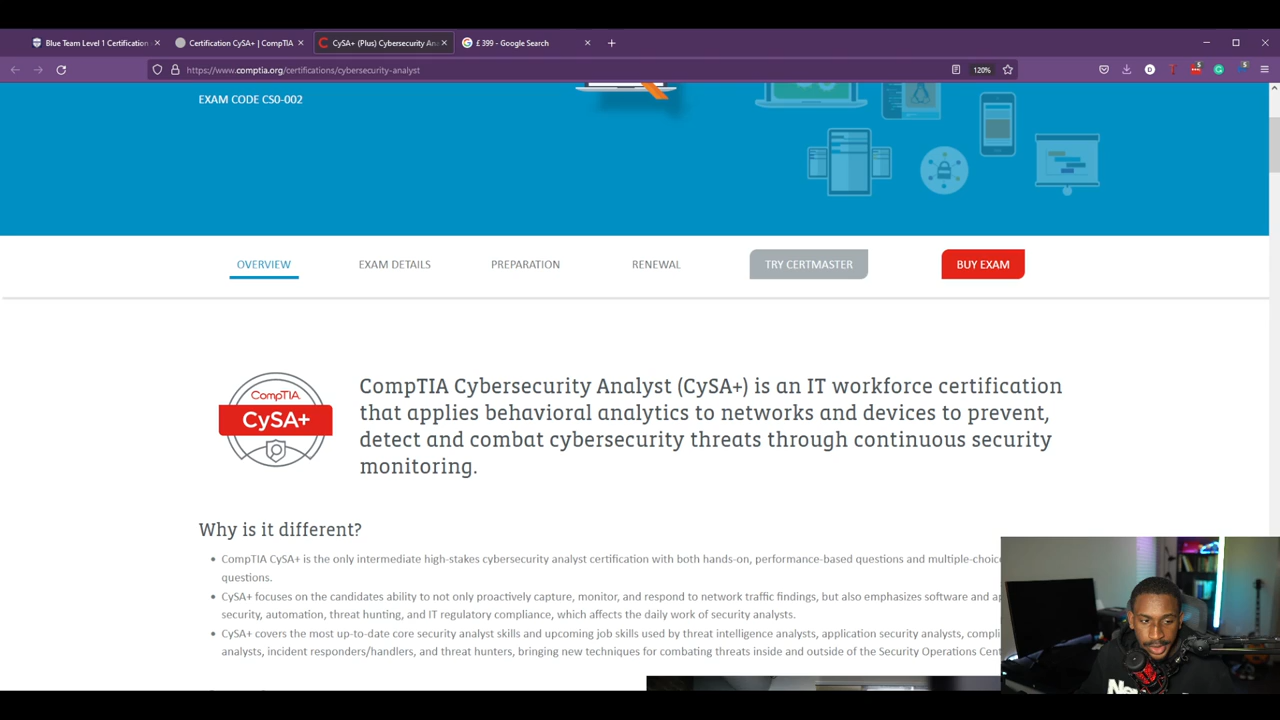 Blue Team Level 1 Certification
Certification CySA+ | CompTIA
CySA+ (Plus) Cybersecurity An
£ 399 - Google Search
https://www.comptia.org/certifications/cybersecurity-analyst
120%
EXAM CODE CS0-002
OVERVIEW
EXAM DETAILS
PREPARATION
RENEWAL
TRY CERTMASTER
BUY EXAM
CompTIA
CySA+
CompTIA Cybersecurity Analyst (CySA+) is an IT workforce certification
that applies behavioral analytics to networks and devices to prevent,
detect and combat cybersecurity threats through continuous security
monitoring.
Why is it different?
CompTIA CySA+ is the only intermediate high-stakes cybersecurity analyst certification with both hands-on, performance-based questions and multiple-choice
questions.
CySA+ focuses on the candidates ability to not only proactively capture, monitor, and respond to network traffic findings, but also emphasizes software and
security, automation, threat hunting, and IT regulatory compliance, which affects the daily work of security analysts.
CySA+ covers the most up-to-date core security analyst skills and upcoming job skills used by threat intelligence analysts, application security analysts,
analysts, incident responders/handlers, and threat hunters, bringing new techniques for combating threats inside and outside of the Security Operations